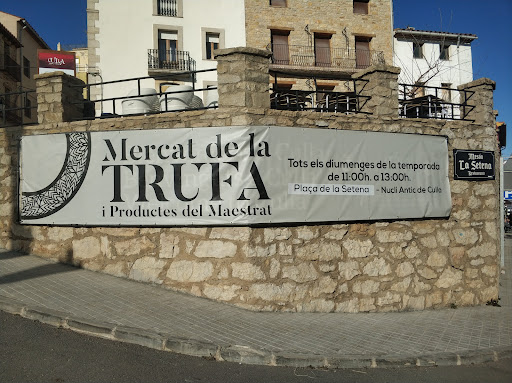 Mercat de la
TRUFA
i Productes del Maestrat
Tots els diumenges de la temporada
de 11:00h. a 13:00h.
Plaça de la Setena - Nucli Antic de Culla
La Setena